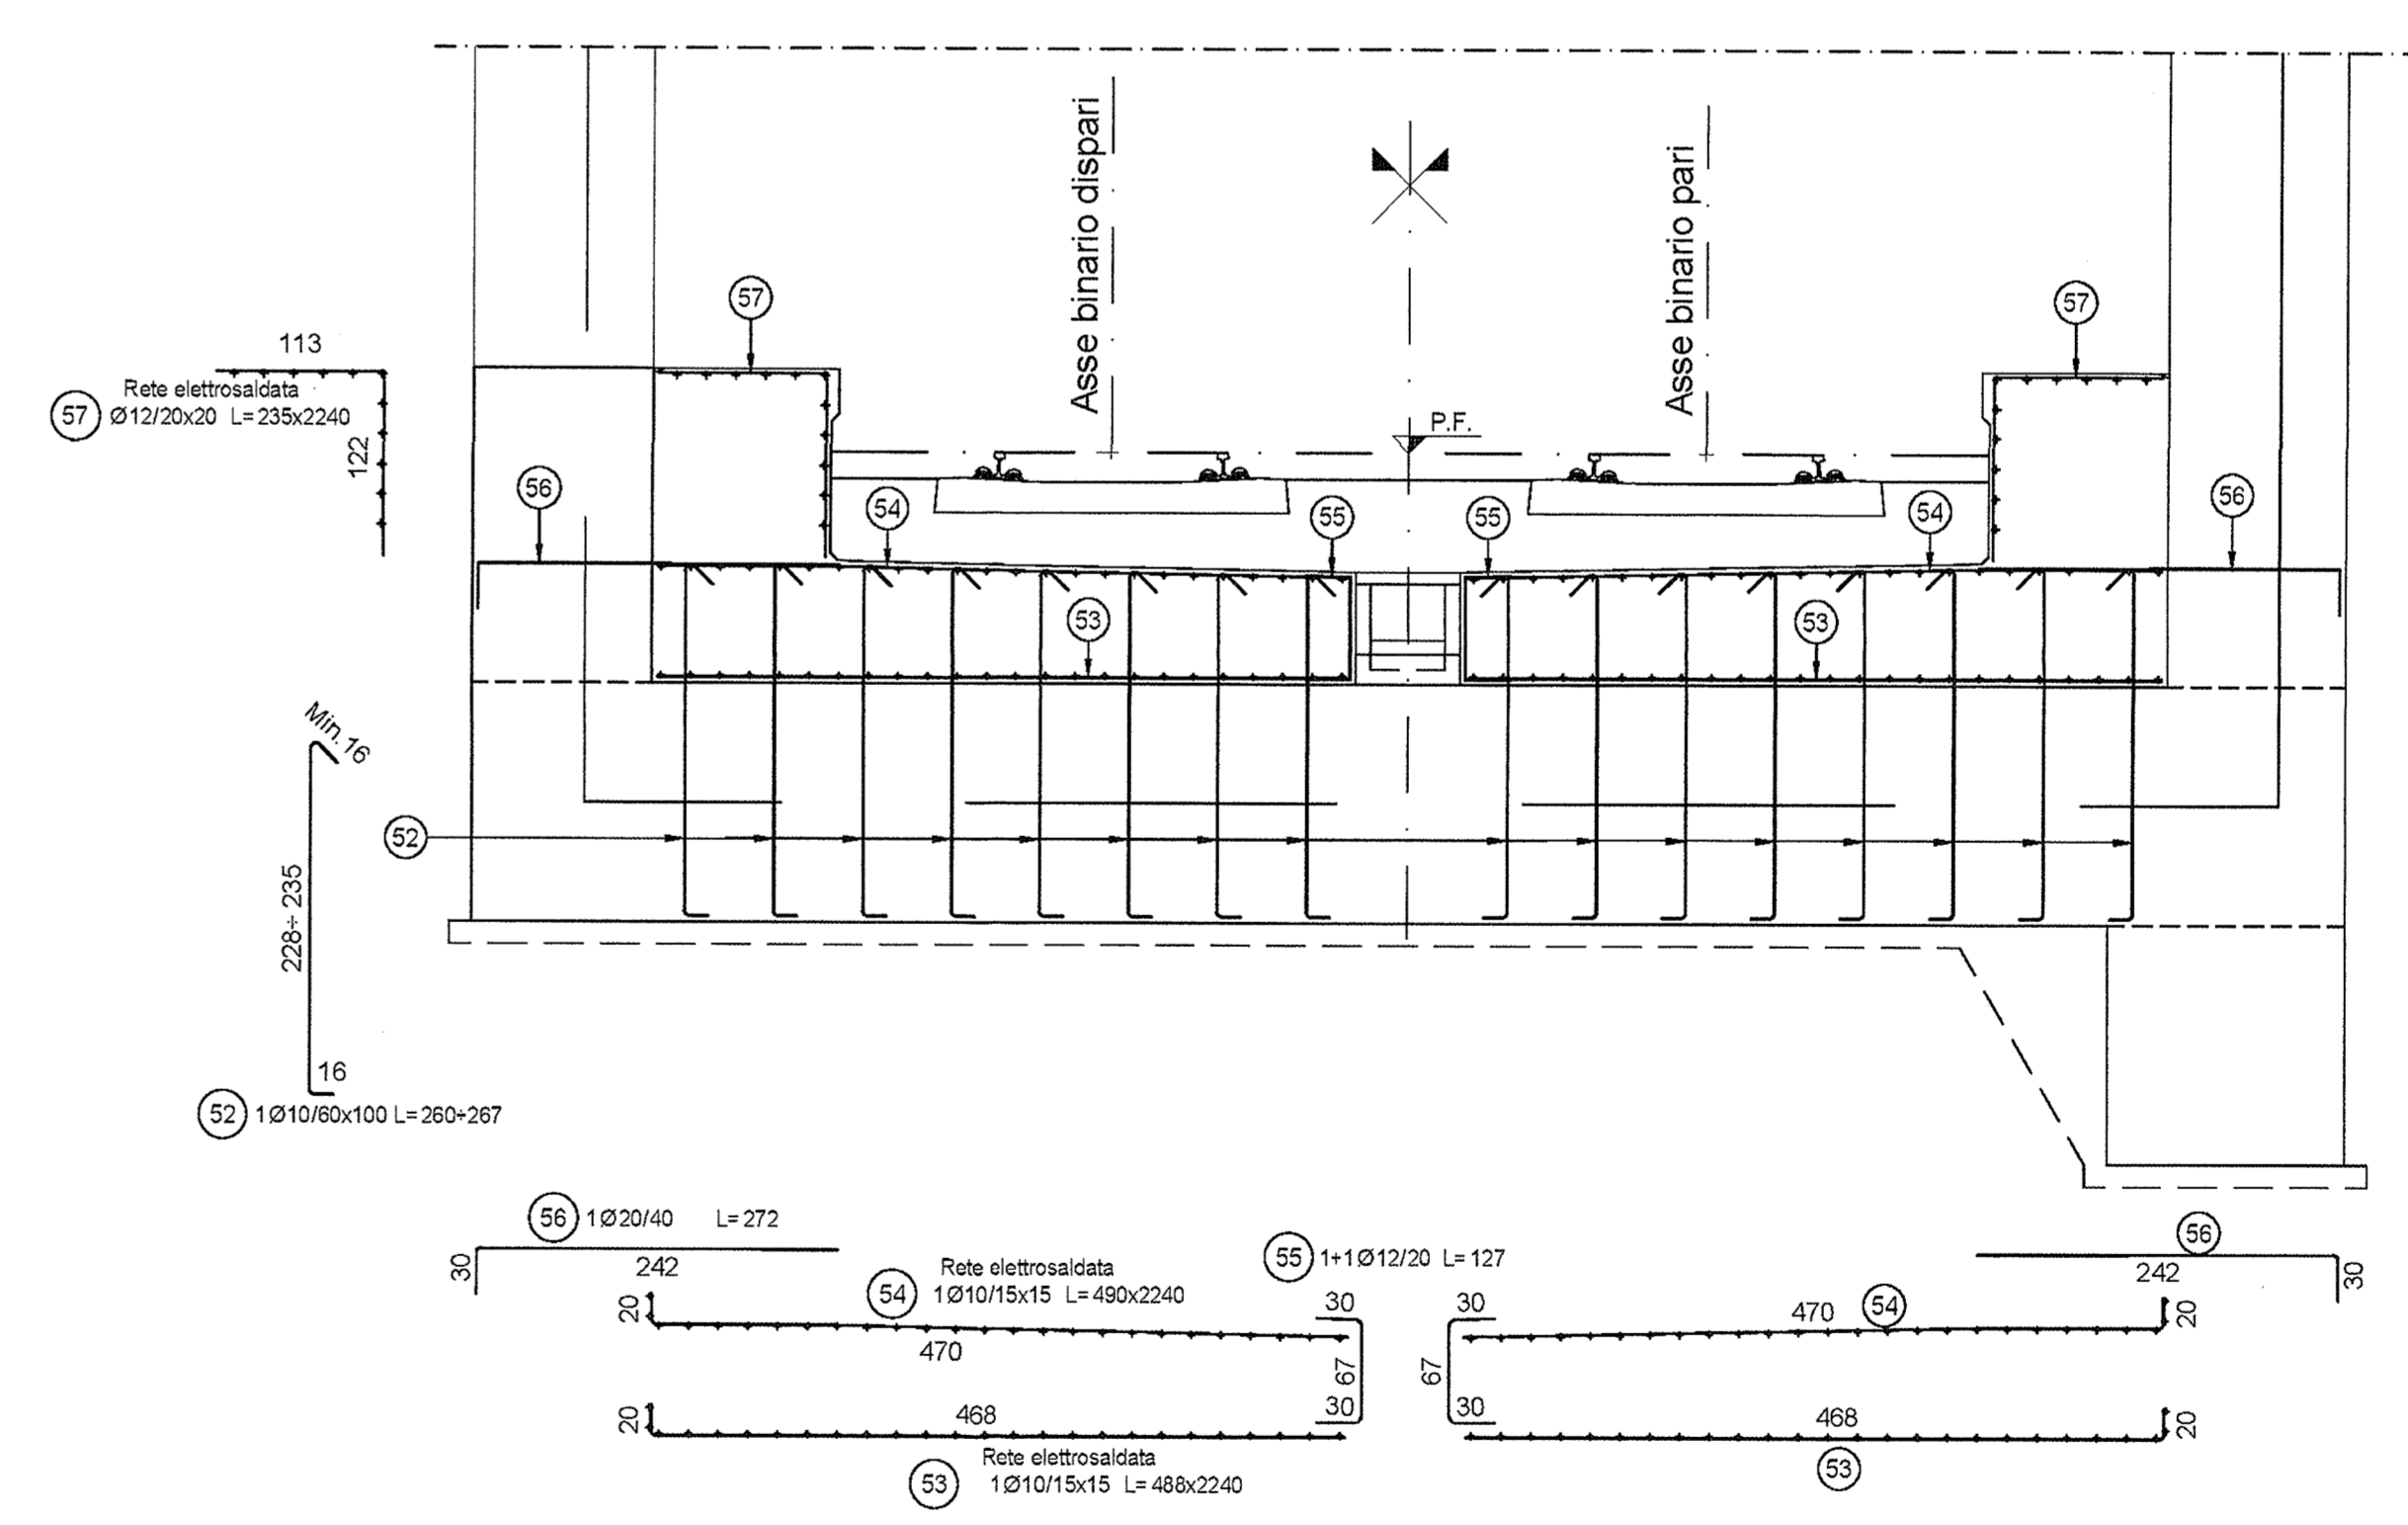 Asse binario dispari
Asse binario pari
57
57
113
Rete elettrosaldata
57 Ø12/20x20 L=235x2240
122
P.F.
56
54
55
55
54
56
53
53
Min. 16
228÷235
52
16
52 1Ø10/60x100 L=260÷267
56 1Ø20/40 L=272
30
242
56
242
30
55 1+1Ø12/20 L=127
Rete elettrosaldata
54 1Ø10/15x15 L=490x2240
20
470
30
30
67
67
30
30
470
54
20
20
468
468
20
Rete elettrosaldata
53 1Ø10/15x15 L=488x2240
53